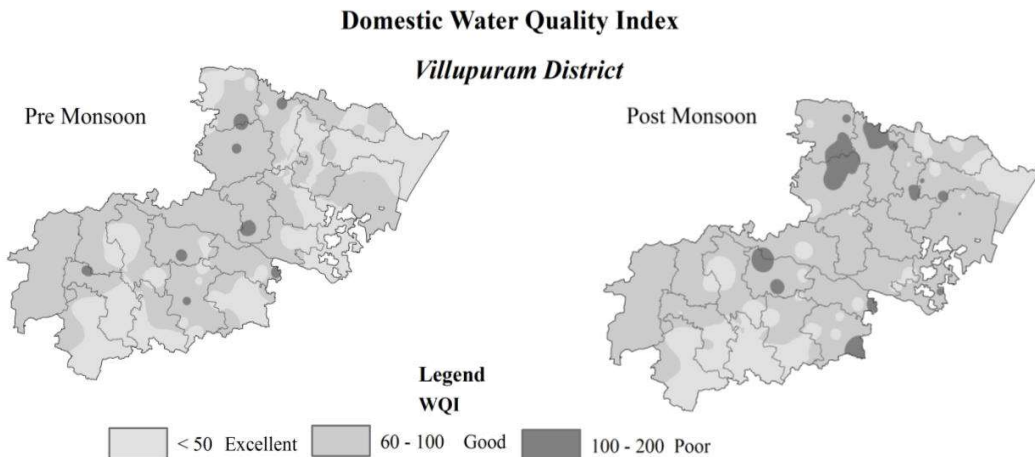 Domestic Water Quality Index
Villupuram District
Pre Monsoon
Post Monsoon
Legend
WQI
< 50 Excellent
60 - 100 Good
100 - 200 Poor